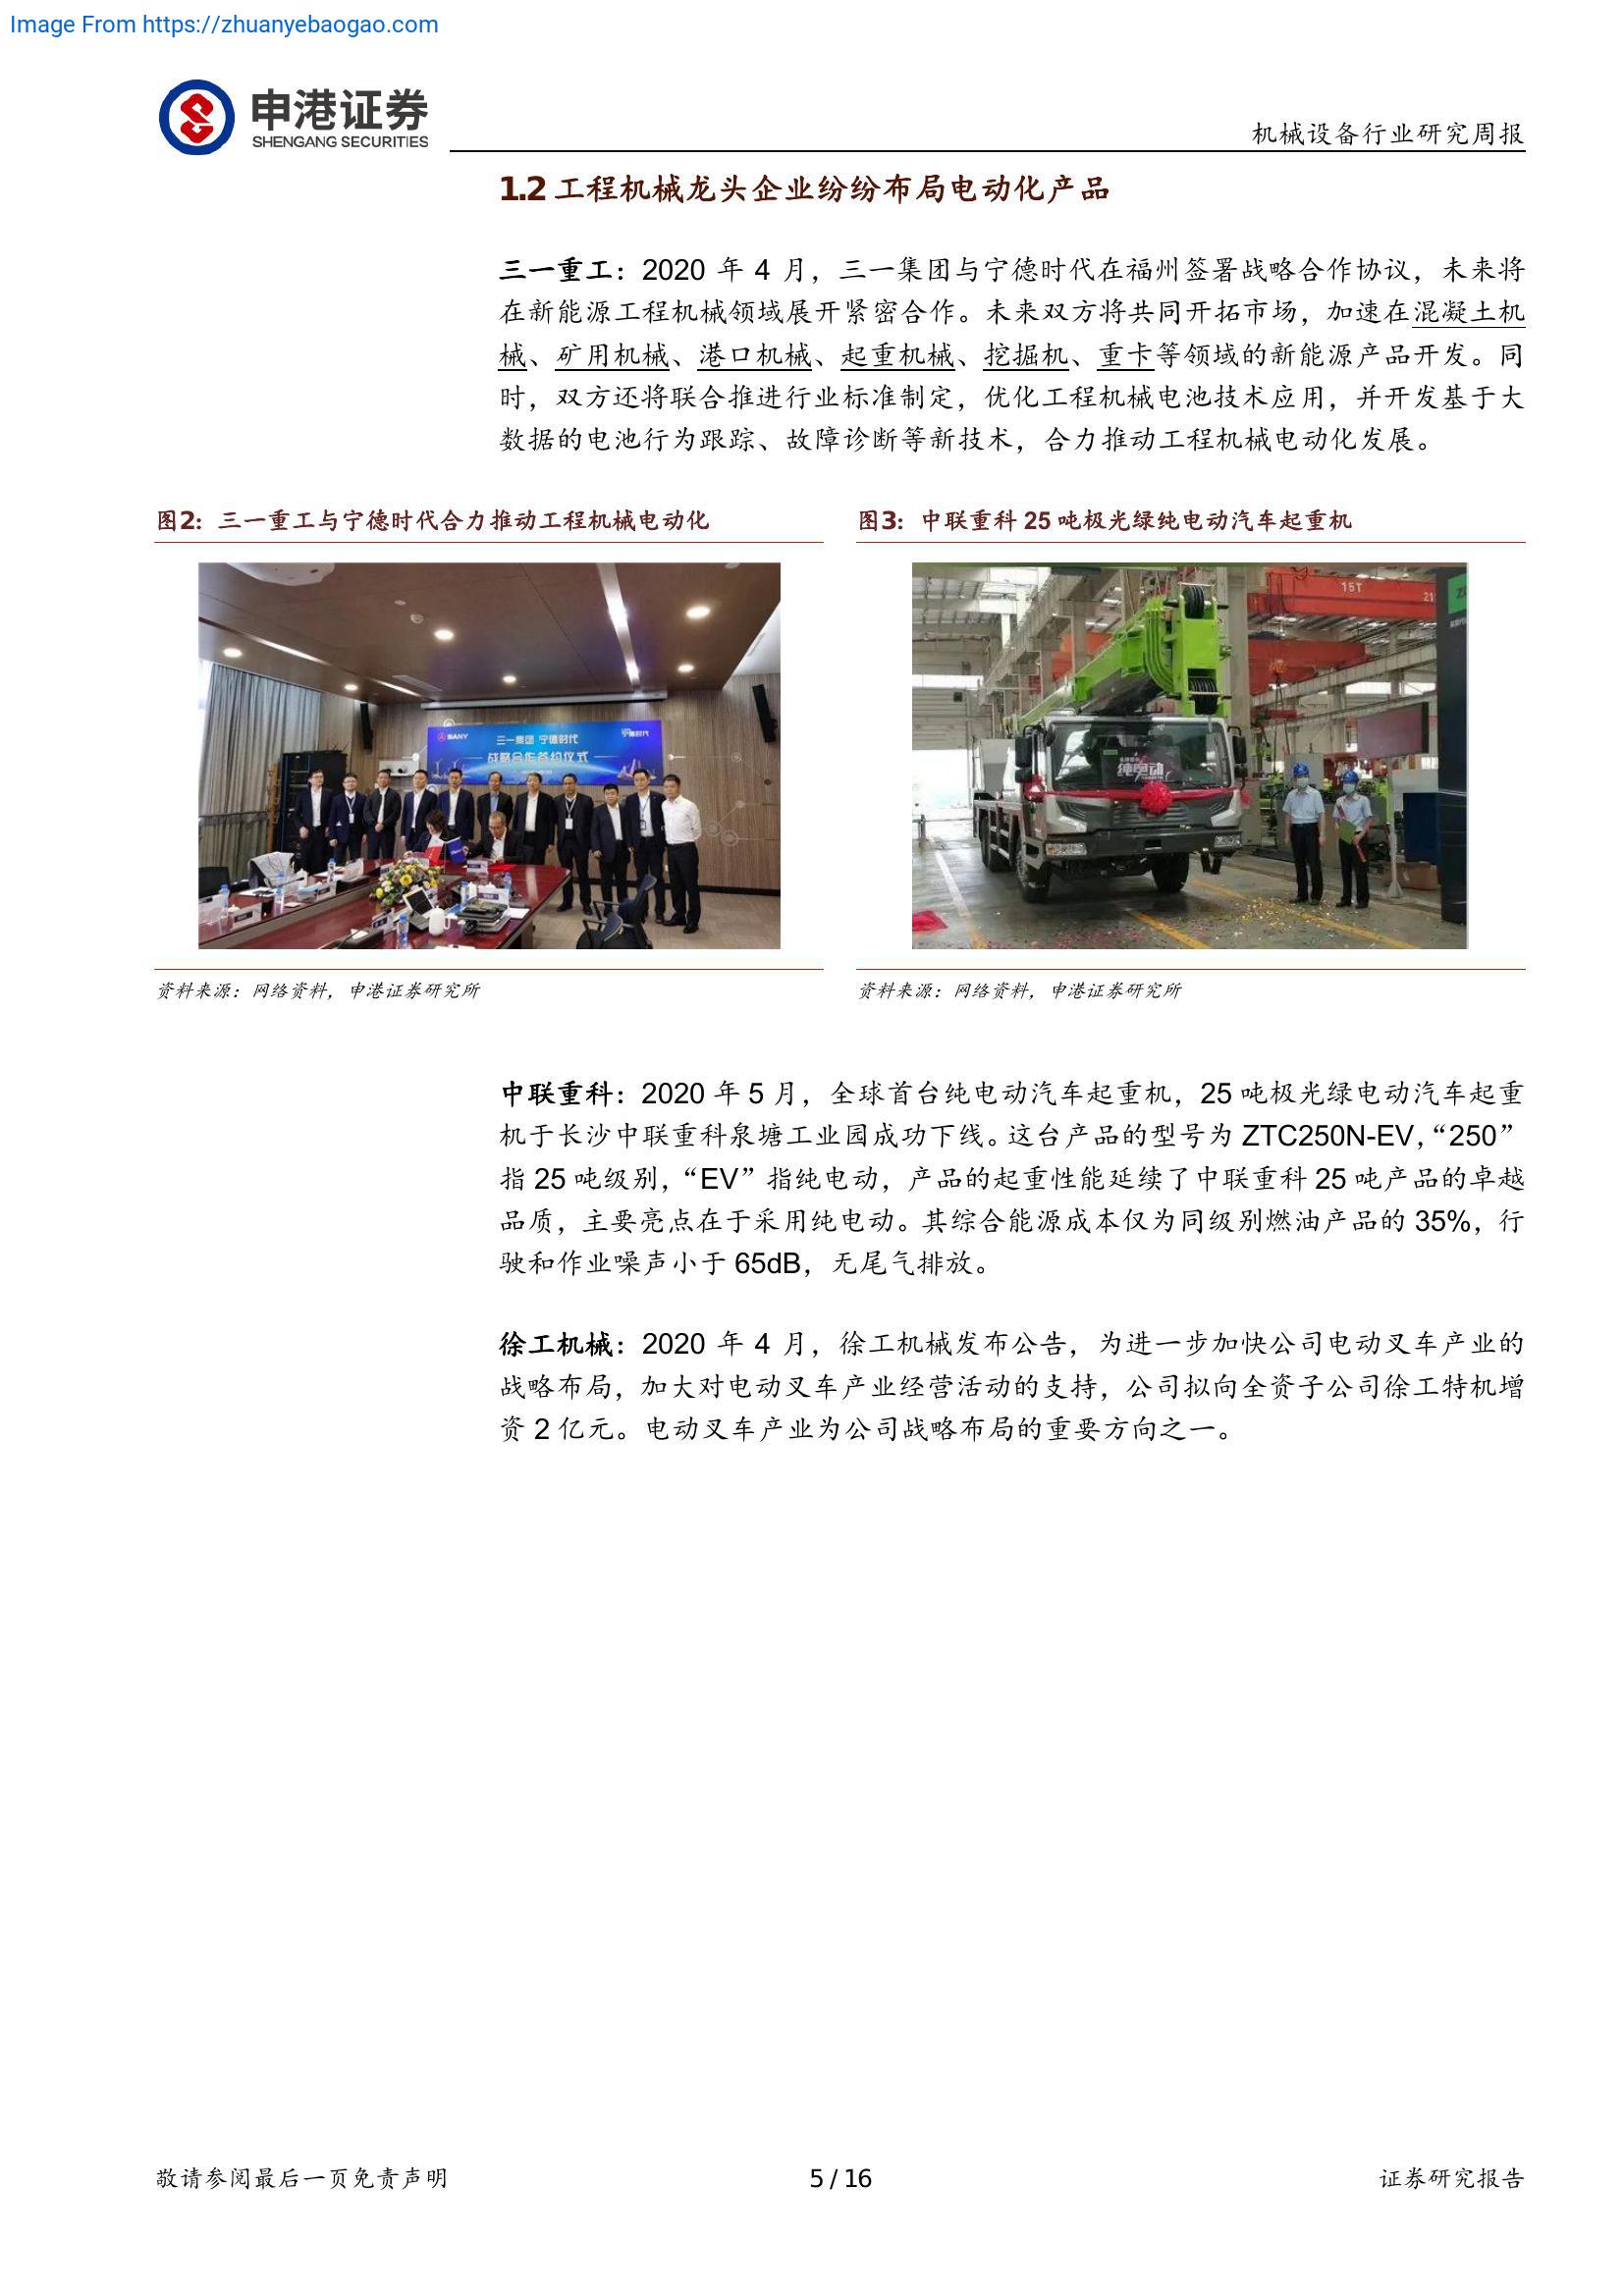 Image From https://zhuanyebaogao.com
申港证券
SHENGANG SECURITIES
机械设备行业研究周报
1.2 工程机械龙头企业纷纷布局电动化产品
三一重工：2020 年 4 月，三一集团与宁德时代在福州签署战略合作协议，未来将
在新能源工程机械领域展开紧密合作。未来双方将共同开拓市场，加速在混凝土机
械、矿用机械、港口机械、起重机械、挖掘机、重卡等领域的新能源产品开发。同
时，双方还将联合推进行业标准制定，优化工程机械电池技术应用，并开发基于大
数据的电池行为跟踪、故障诊断等新技术，合力推动工程机械电动化发展。
图2：三一重工与宁德时代合力推动工程机械电动化
SANY
三一集团 宁德时代
宁德时代
战略合作签约仪式
资料来源：网络资料，申港证券研究所
图3：中联重科 25 吨极光绿纯电动汽车起重机
15T
21
纯电动
资料来源：网络资料，申港证券研究所
中联重科：2020 年 5 月，全球首台纯电动汽车起重机，25 吨极光绿电动汽车起重
机于长沙中联重科泉塘工业园成功下线。这台产品的型号为 ZTC250N-EV，“250”
指 25 吨级别，“EV”指纯电动，产品的起重性能延续了中联重科 25 吨产品的卓越
品质，主要亮点在于采用纯电动。其综合能源成本仅为同级别燃油产品的 35%，行
驶和作业噪声小于 65dB，无尾气排放。
徐工机械：2020 年 4 月，徐工机械发布公告，为进一步加快公司电动叉车产业的
战略布局，加大对电动叉车产业经营活动的支持，公司拟向全资子公司徐工特机增
资 2 亿元。电动叉车产业为公司战略布局的重要方向之一。
敬请参阅最后一页免责声明
5 / 16
证券研究报告